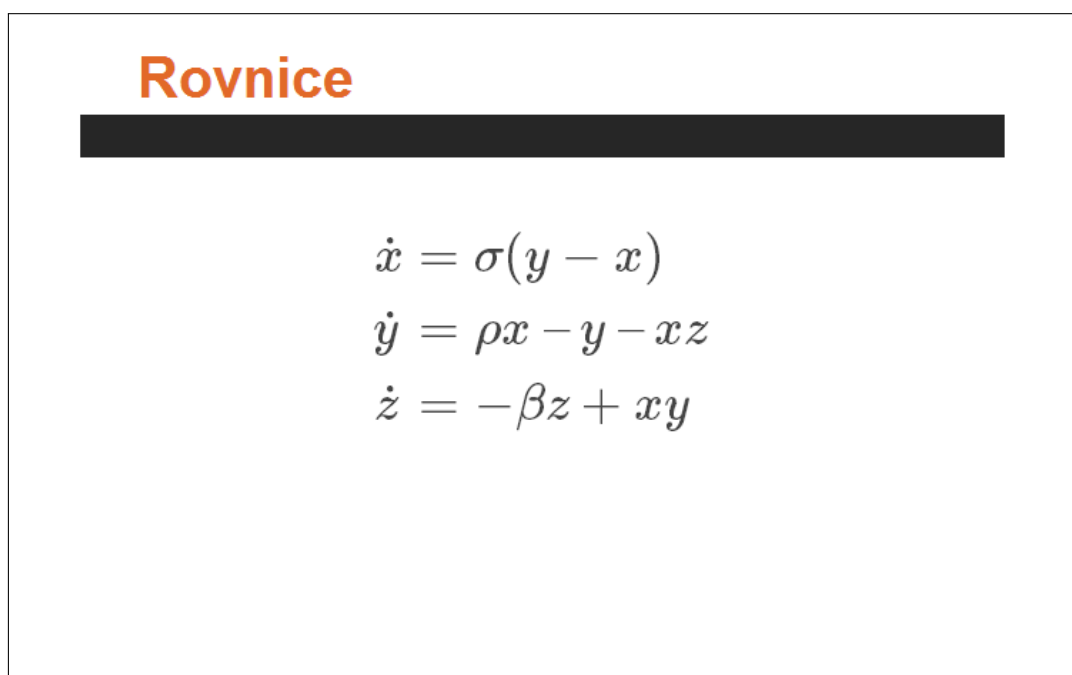 Rovnice
ẋ = σ(y − x)
ẏ = ρx − y − xz
ż = −βz + xy